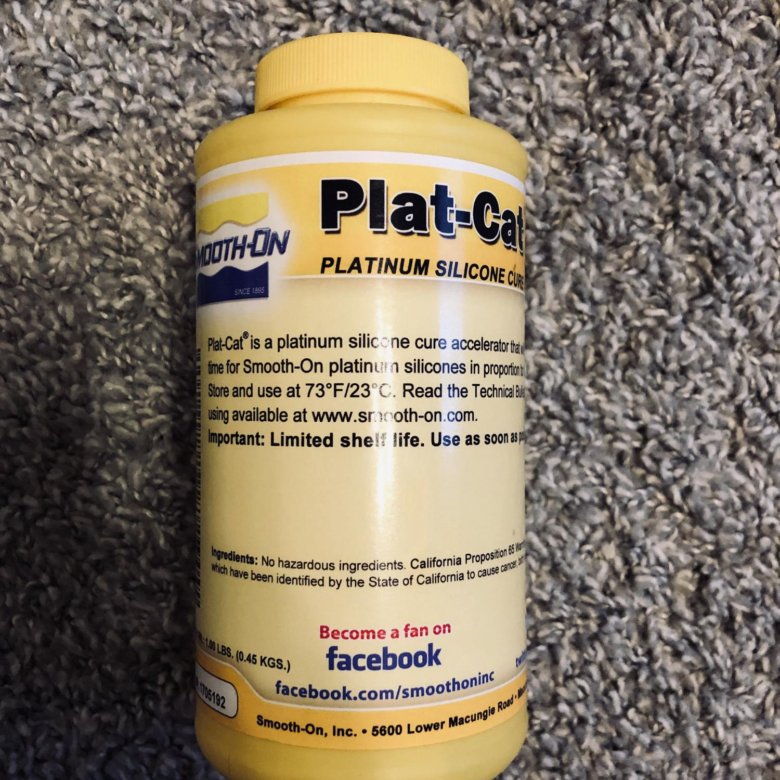 Plat-Cat
SMOOTH-ON
SINCE 1895
PLATINUM SILICONE CURE
Plat-Cat® is a platinum silicone cure accelerator that
time for Smooth-On platinum silicones in proportion
Store and use at 73°F/23°C. Read the Technical
using available at www.smooth-on.com.
Important: Limited shelf life. Use as soon as
Ingredients: No hazardous ingredients. California Proposition 65
which have been identified by the State of California to cause cancer,
LBS. (0.45 KGS.)
Become a fan on
facebook
facebook.com/smoothoninc
1706192
Smooth-On, Inc. • 5600 Lower Macungie Road •